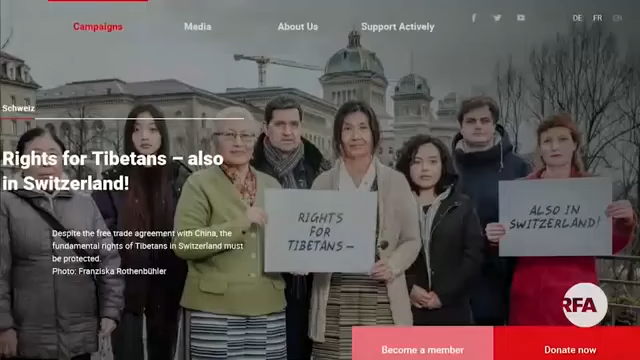 Campaigns
Media
About Us
Support Actively
DE
FR
EN
Schweiz
Rights for Tibetans – also
in Switzerland!
Despite the free trade agreement with China, the
fundamental rights of Tibetans in Switzerland must
be protected.
Photo: Franziska Rothenbühler
RIGHTS
FOR
TIBETANS –
ALSO IN
SWITZERLAND!
RFA
Become a member
Donate now